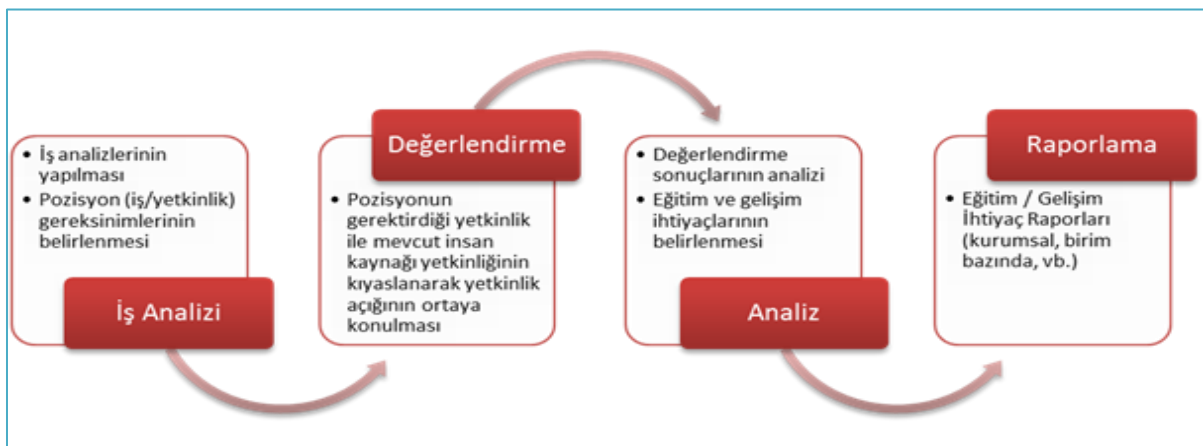 • İş analizlerinin
yapılması
• Pozisyon (iş/yetkinlik)
gereksinimlerinin
belirlenmesi
İş Analizi
Değerlendirme
• Pozisyonun
gerektirdiği yetkinlik
ile mevcut insan
kaynağı yetkinliğinin
kıyaslanarak yetkinlik
açığının ortaya
konulması
• Değerlendirme
sonuçlarının analizi
• Eğitim ve gelişim
ihtiyaçlarının
belirlenmesi
Analiz
Raporlama
• Eğitim / Gelişim
İhtiyaç Raporları
(kurumsal, birim
bazında, vb.)